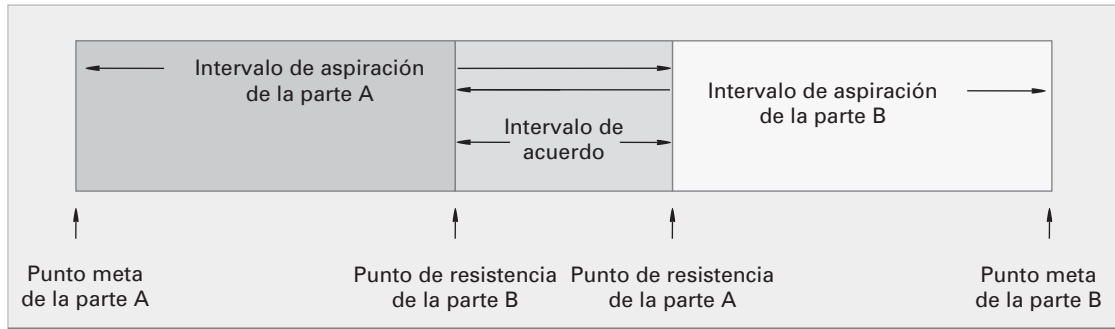 Intervalo de aspiración
de la parte A
Intervalo de
acuerdo
Intervalo de aspiración
de la parte B
Punto meta
de la parte A
Punto de resistencia
de la parte B
Punto de resistencia
de la parte A
Punto meta
de la parte B